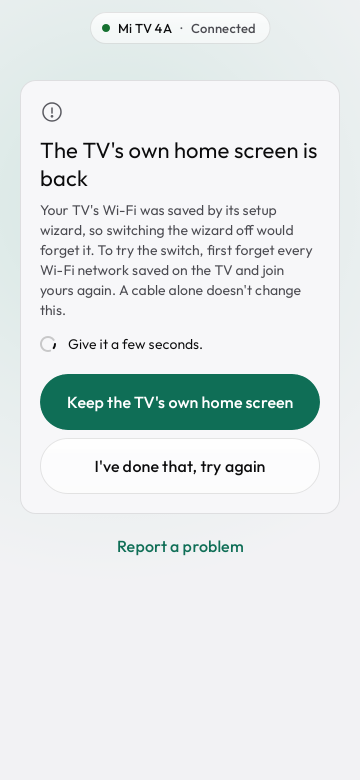 Mi TV 4A · Connected
The TV's own home screen is
back
Your TV's Wi-Fi was saved by its setup
wizard, so switching the wizard off would
forget it. To try the switch, first forget every
Wi-Fi network saved on the TV and join
yours again. A cable alone doesn't change
this.
Give it a few seconds.
Keep the TV's own home screen
I've done that, try again
Report a problem